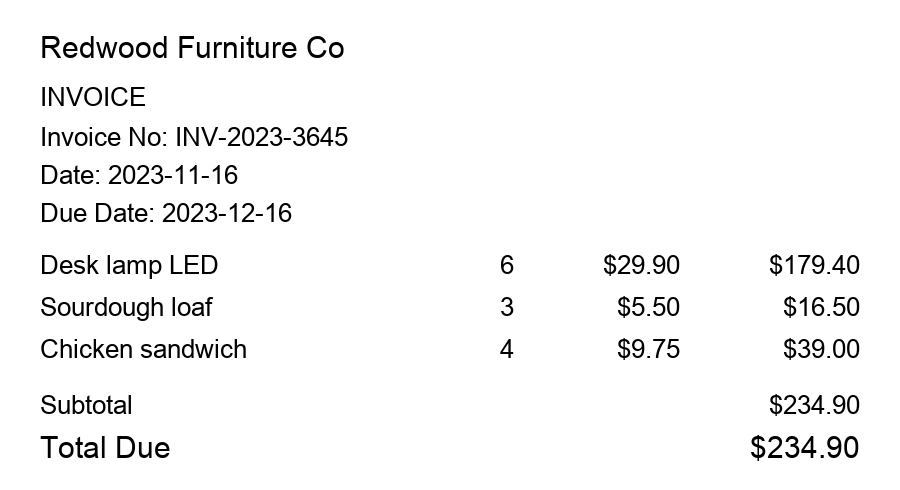 Redwood Furniture Co
INVOICE
Invoice No: INV-2023-3645
Date: 2023-11-16
Due Date: 2023-12-16
Desk lamp LED 6 $29.90 $179.40
Sourdough loaf 3 $5.50 $16.50
Chicken sandwich 4 $9.75 $39.00
Subtotal $234.90
Total Due $234.90